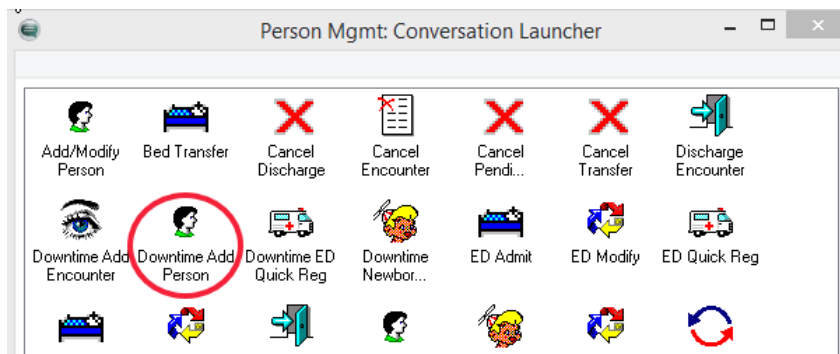 Person Mgmt: Conversation Launcher
Add/Modify Person
Bed Transfer
Cancel Discharge
Cancel Encounter
Cancel Pendi...
Cancel Transfer
Discharge Encounter
Downtime Add Encounter
Downtime Add Person
Downtime ED Quick Reg
Downtime Newbor...
ED Admit
ED Modify
ED Quick Reg